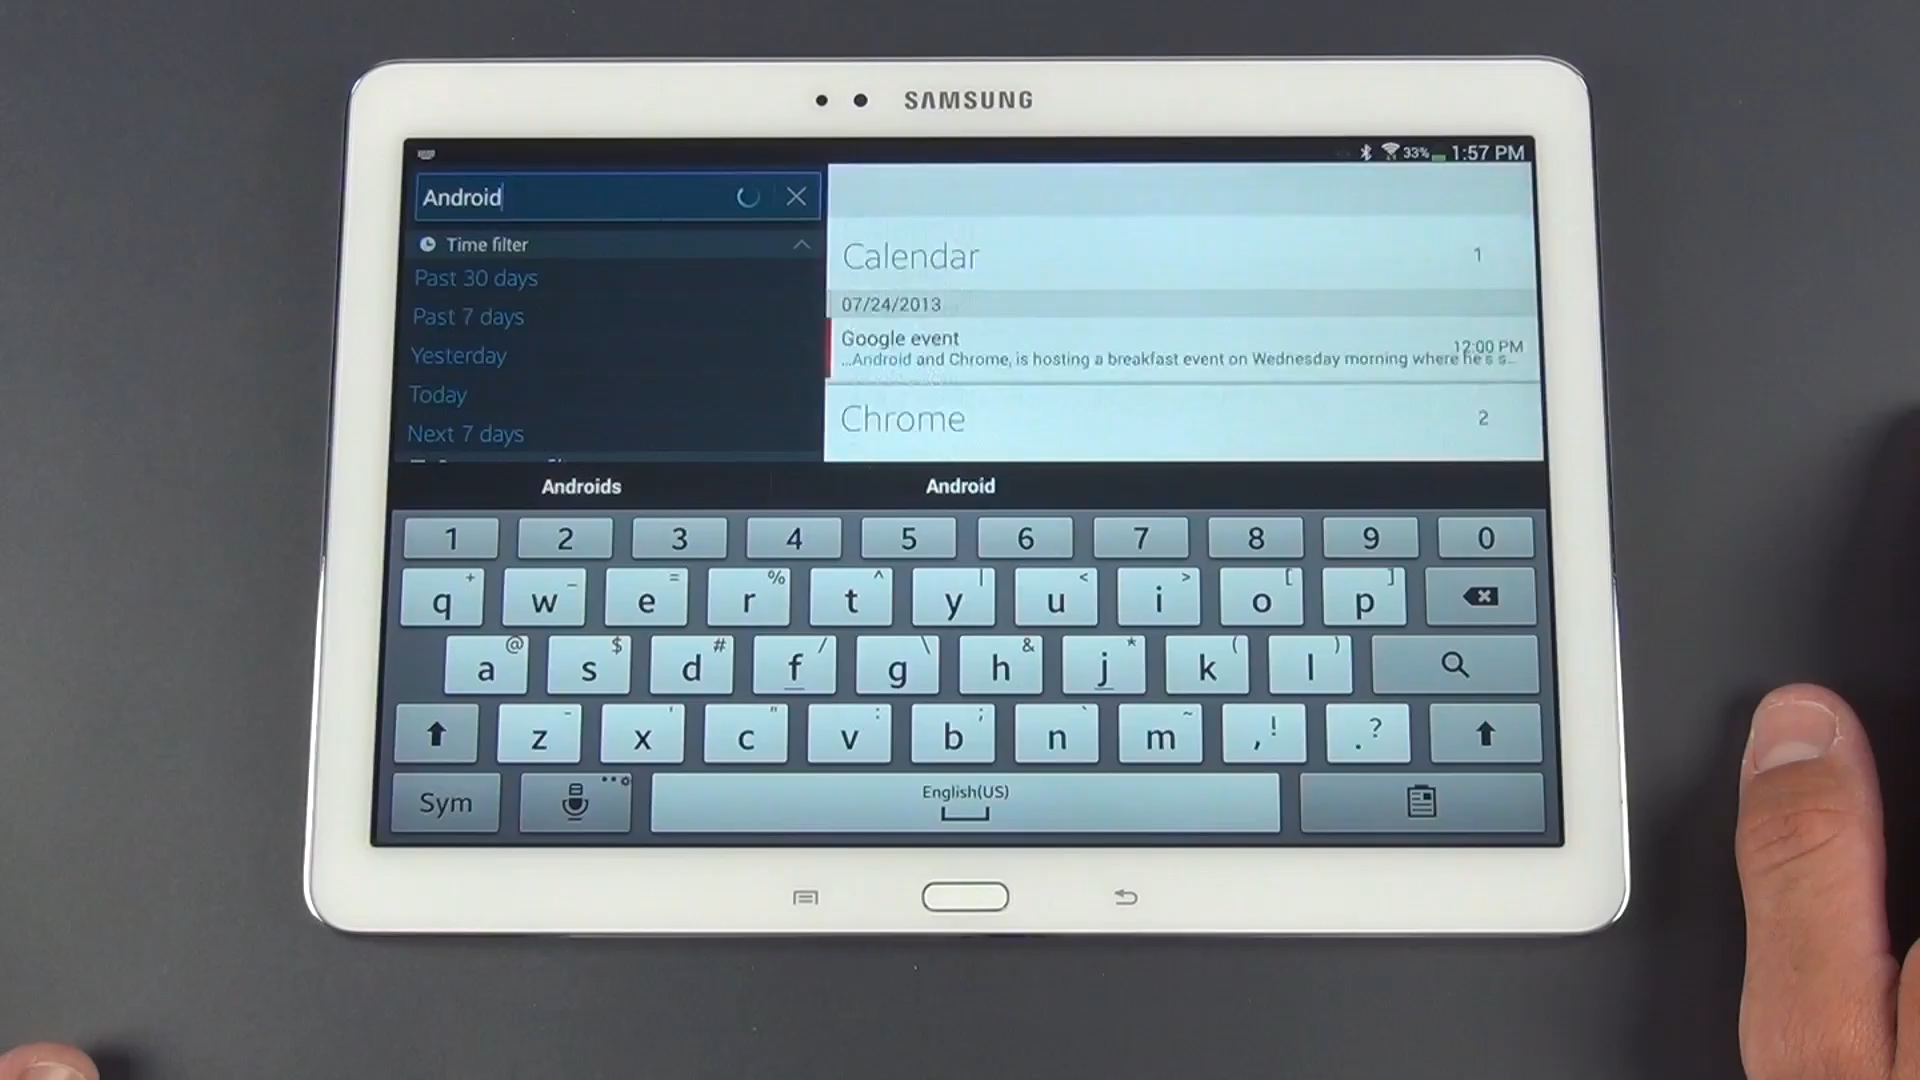 SAMSUNG
33% 1:57 PM
Android
Time filter
Past 30 days
Past 7 days
Yesterday
Today
Next 7 days
Calendar 1
07/24/2013
Google event
12:00 PM
...Android and Chrome, is hosting a breakfast event on Wednesday morning where he's s...
Chrome 2
Androids Android
1 2 3 4 5 6 7 8 9 0
+ _ = % ^ | < > [ ]
q w e r t y u i o p
@ $ # / \ & * ( )
a s d f g h j k l
- ' " : ; ` ~ ! ?
z x c v b n m , .
Sym English(US)